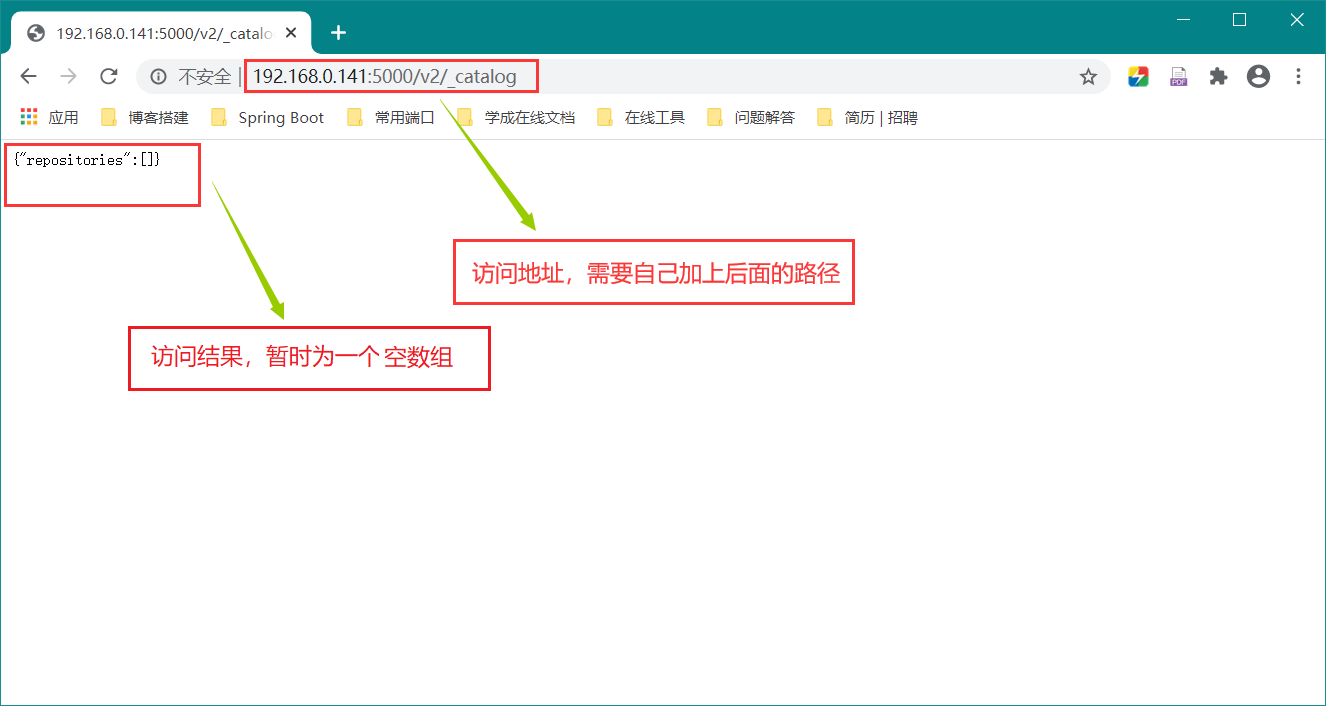 192.168.0.141:5000/v2/_catalo
不安全 | 192.168.0.141:5000/v2/_catalog
应用 博客搭建 Spring Boot 常用端口 学成在线文档 在线工具 问题解答 简历 | 招聘
{"repositories":[]}
访问地址，需要自己加上后面的路径
访问结果，暂时为一个 空数组
PDF